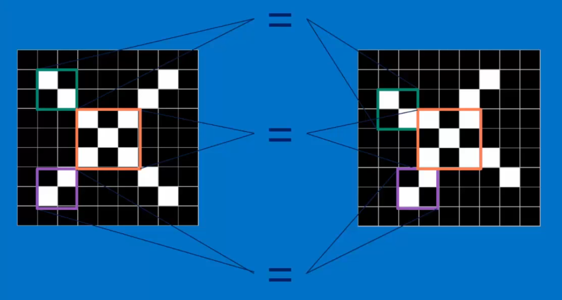 =
=
=